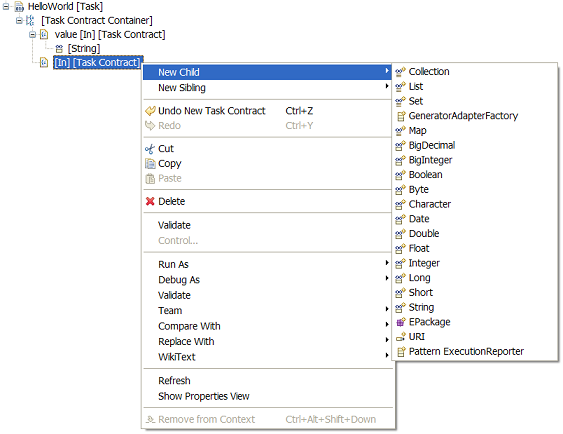 HelloWorld [Task]
[Task Contract Container]
value [In] [Task Contract]
[String]
[In] [Task Contract]
New Child
New Sibling
Undo New Task Contract Ctrl+Z
Redo Ctrl+Y
Cut
Copy
Paste
Delete
Validate
Control...
Run As
Debug As
Validate
Team
Compare With
Replace With
WikiText
Refresh
Show Properties View
Remove from Context Ctrl+Alt+Shift+Down
Collection
List
Set
GeneratorAdapterFactory
Map
BigDecimal
BigInteger
Boolean
Byte
Character
Date
Double
Float
Integer
Long
Short
String
EPackage
URI
Pattern ExecutionReporter